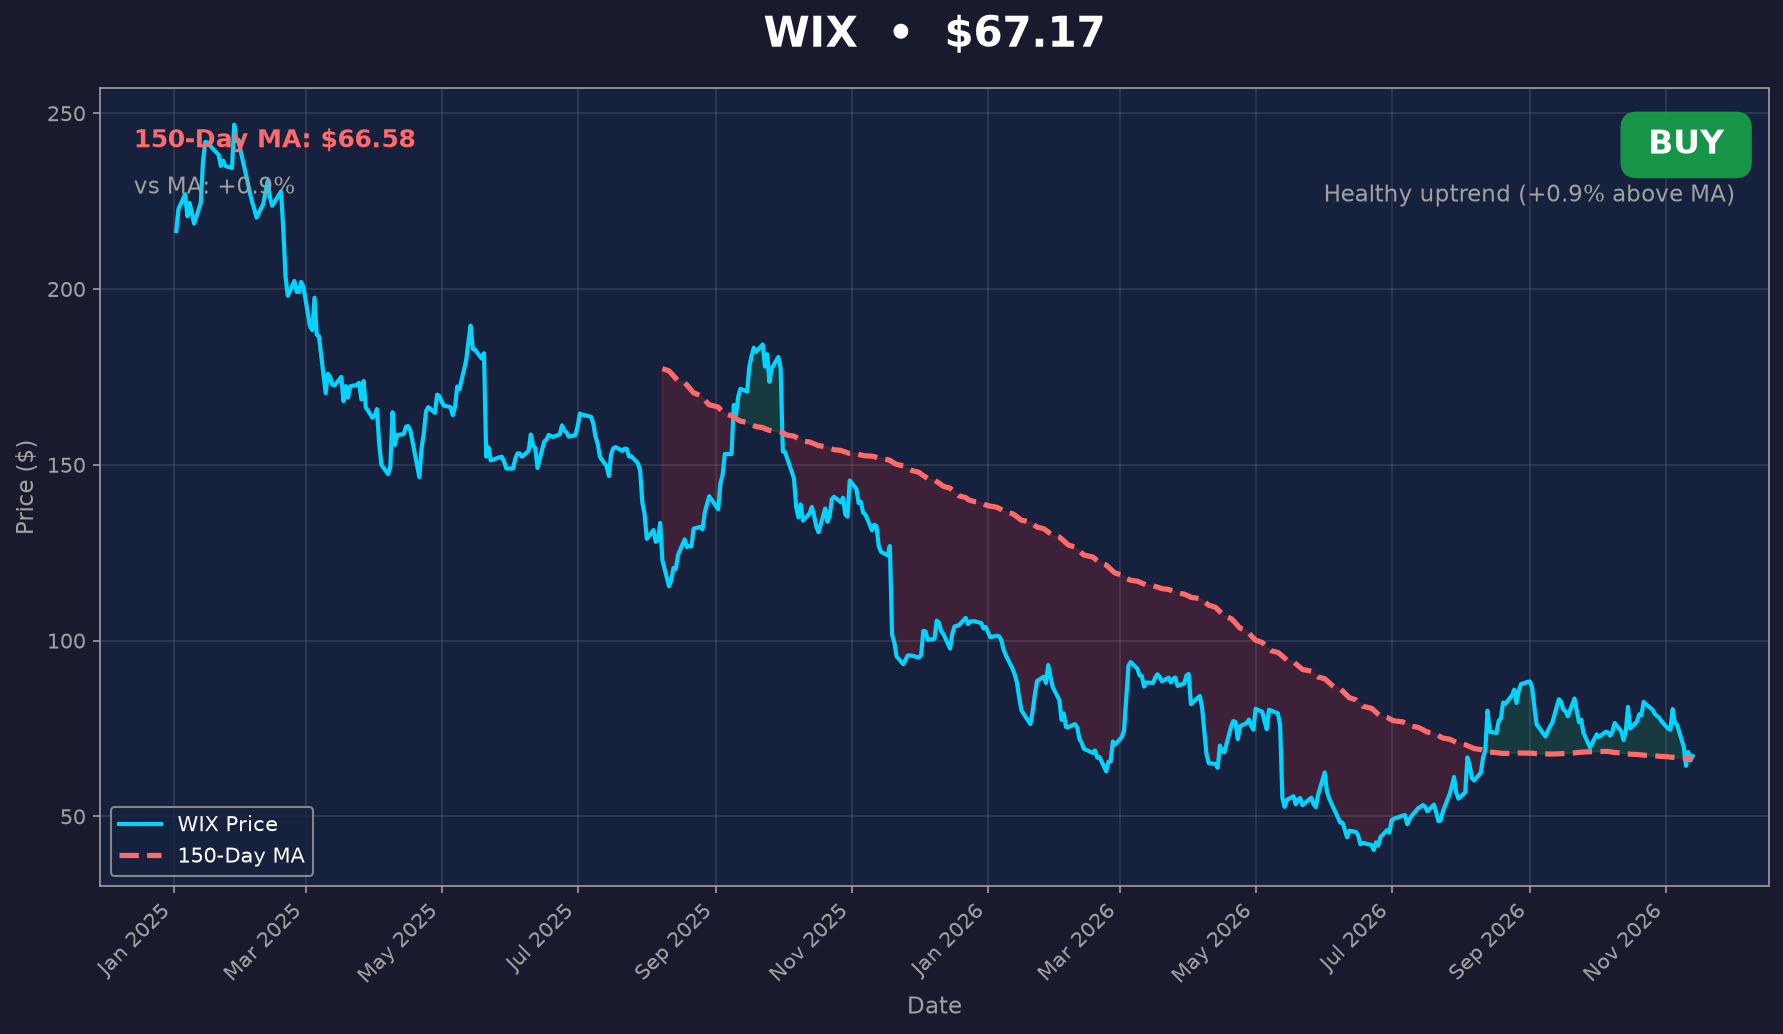 WIX • $67.17
150-Day MA: $66.58
vs MA: +0.9%
BUY
Healthy uptrend (+0.9% above MA)
Price ($)
250
200
150
100
50
WIX Price
150-Day MA
Jan 2025
Mar 2025
May 2025
Jul 2025
Sep 2025
Nov 2025
Jan 2026
Mar 2026
May 2026
Jul 2026
Sep 2026
Nov 2026
Date